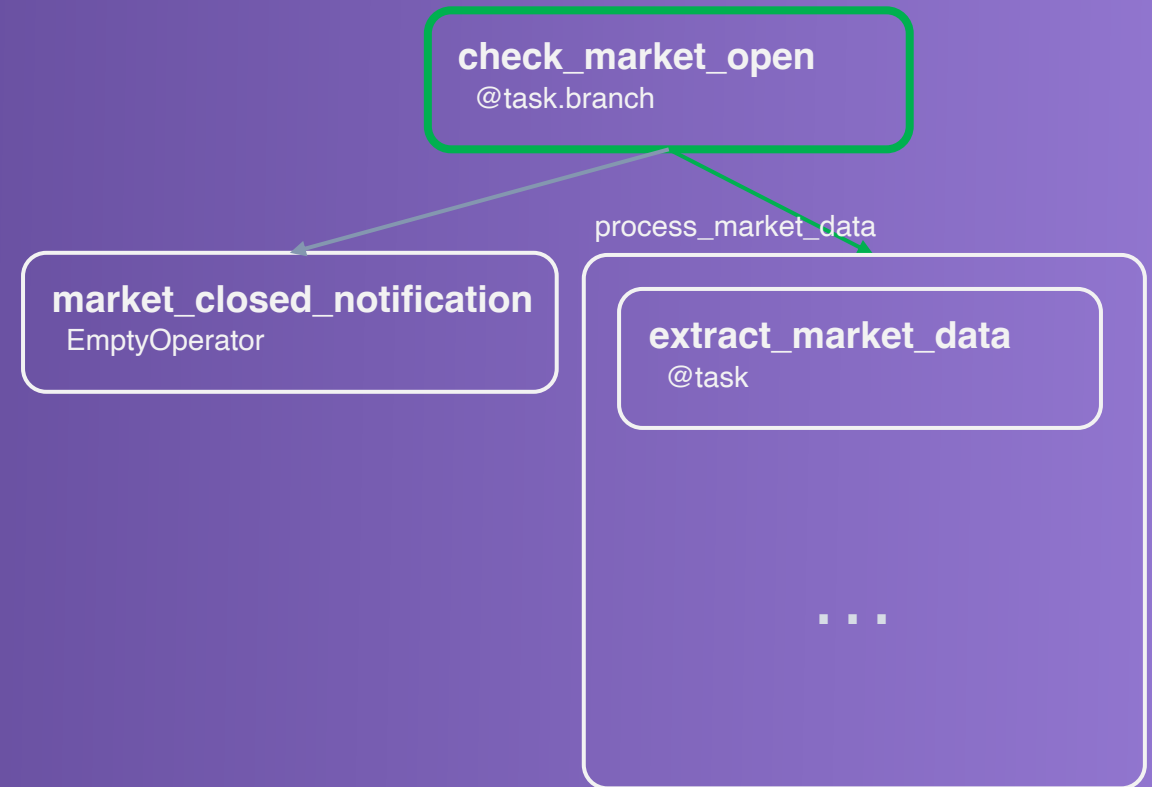 check_market_open
@task.branch
process_market_data
market_closed_notification
EmptyOperator
extract_market_data
@task
...